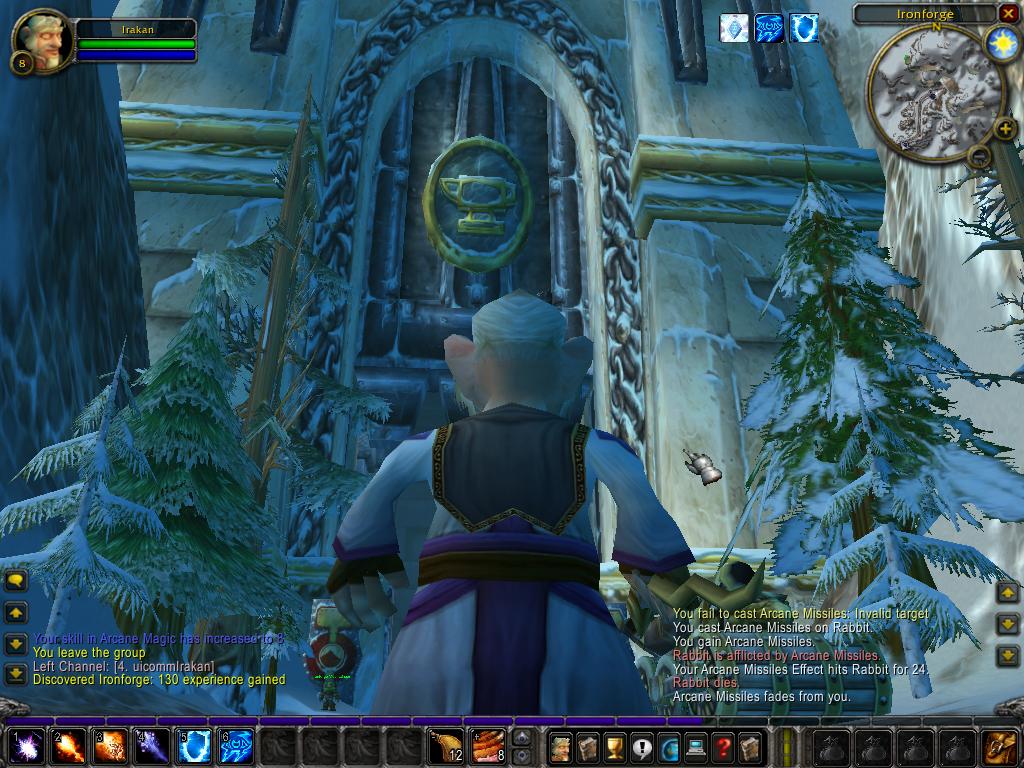 Irakan
8
Ironforge
N
Your skill in Arcane Magic has increased to 8
You leave the group
Left Channel: [4. uicommIrakan]
Discovered Ironforge: 130 experience gained
You fail to cast Arcane Missiles: Invalid target
You cast Arcane Missiles on Rabbit.
You gain Arcane Missiles.
Rabbit is afflicted by Arcane Missiles.
Your Arcane Missiles Effect hits Rabbit for 24.
Rabbit dies.
Arcane Missiles fades from you.
1 2 3 4 5 6 12 8